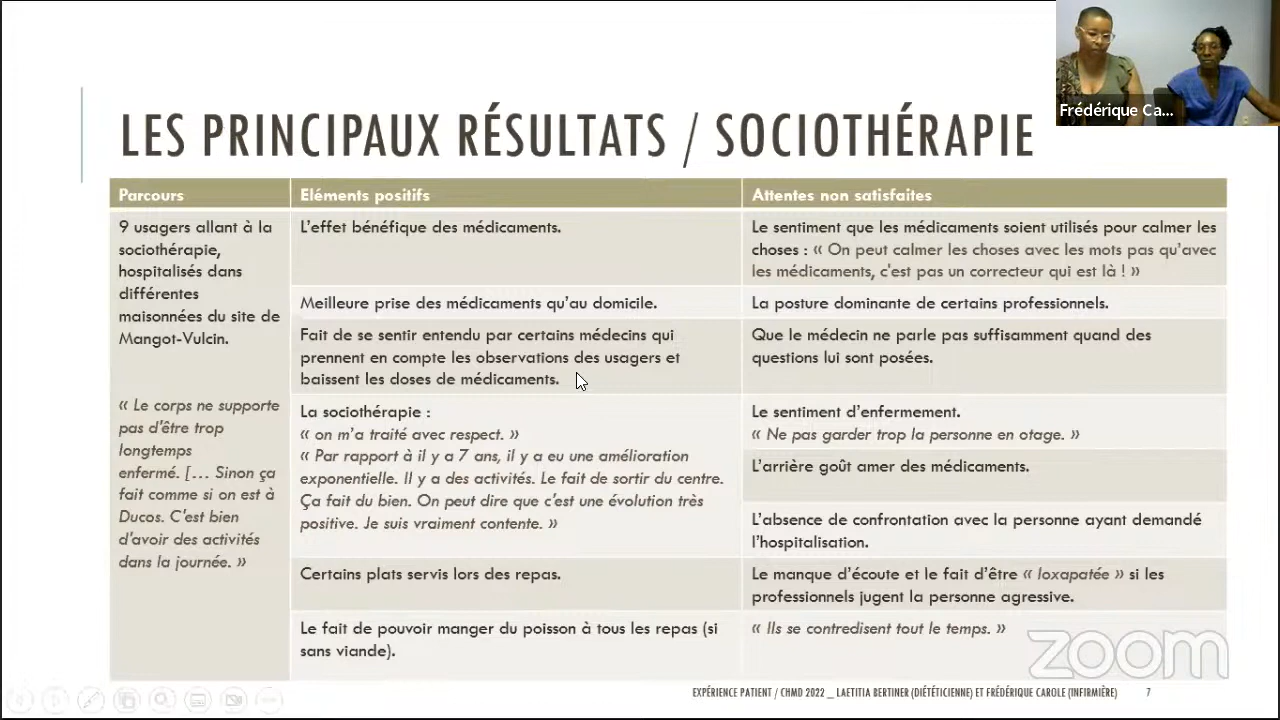 Frédérique Ca...
LES PRINCIPAUX RÉSULTATS / SOCIOTHÉRAPIE
Parcours
Eléments positifs
Attentes non satisfaites
9 usagers allant à la
sociothérapie,
hospitalisés dans
différentes
maisonnées du site de
Mangot-Vulcin.
« Le corps ne supporte
pas d'être trop
longtemps
enfermé. [… Sinon ça
fait comme si on est à
Ducos. C'est bien
d'avoir des activités
dans la journée. »
L'effet bénéfique des médicaments.
Le sentiment que les médicaments soient utilisés pour calmer les
choses : « On peut calmer les choses avec les mots pas qu'avec
les médicaments, c'est pas un correcteur qui est là ! »
Meilleure prise des médicaments qu'au domicile.
La posture dominante de certains professionnels.
Fait de se sentir entendu par certains médecins qui
prennent en compte les observations des usagers et
baissent les doses de médicaments.
Que le médecin ne parle pas suffisamment quand des
questions lui sont posées.
La sociothérapie :
« on m'a traité avec respect. »
« Par rapport à il y a 7 ans, il y a eu une amélioration
exponentielle. Il y a des activités. Le fait de sortir du centre.
Ça fait du bien. On peut dire que c'est une évolution très
positive. Je suis vraiment contente. »
Le sentiment d'enfermement.
« Ne pas garder trop la personne en otage. »
L'arrière goût amer des médicaments.
L'absence de confrontation avec la personne ayant demandé
l'hospitalisation.
Certains plats servis lors des repas.
Le manque d'écoute et le fait d'être « loxapatée » si les
professionnels jugent la personne agressive.
Le fait de pouvoir manger du poisson à tous les repas (si
sans viande).
« Ils se contredisent tout le temps. »
zoom
EXPÉRIENCE PATIENT / CHMD 2022 _ LAETITIA BERTINER (DIÉTÉTICIENNE) ET FRÉDÉRIQUE CAROLE (INFIRMIÈRE)
7